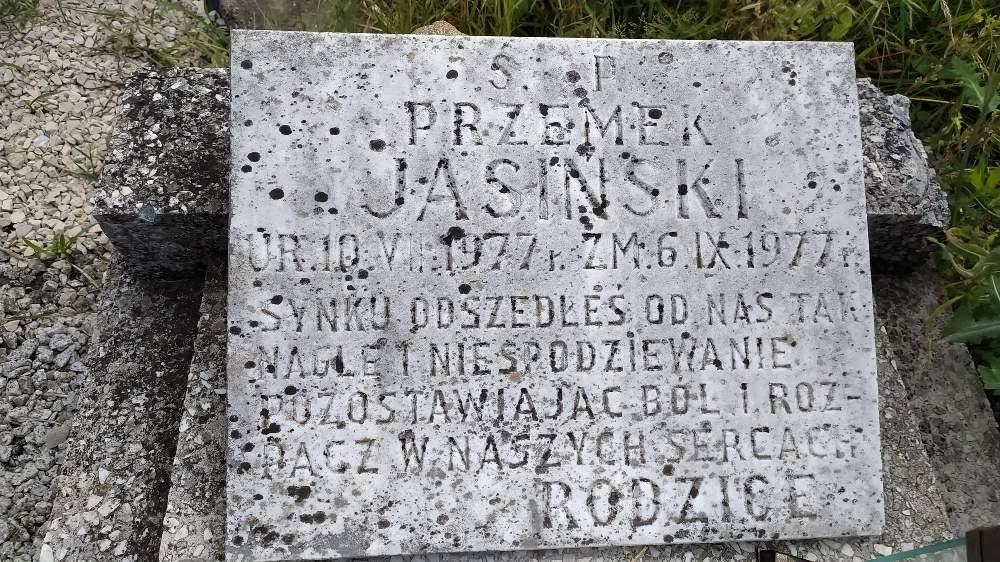 S. P
PRZEMEK
JASIŃSKI
UR.10.VII.1977r. ZM.6.IX.1977r.
SYNKU ODSZEDŁEŚ OD NAS TAK
NAGLE I NIESPODZIEWANIE
POZOSTAWIAJĄC BÓL I ROZ-
PACZ W NASZYCH SERCACH
RODZICE